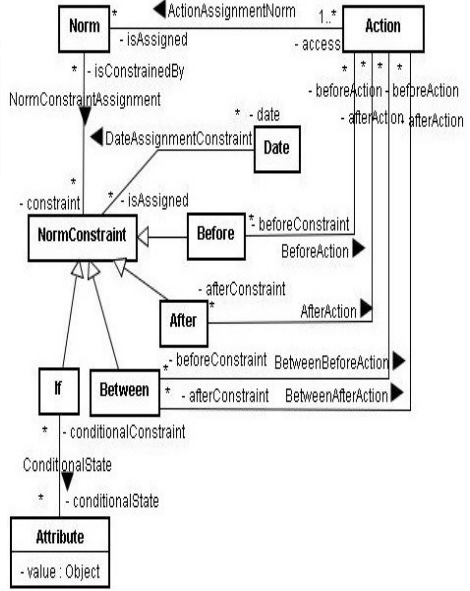 * ActionAssignmentNorm 1..*
Norm Action
- isAssigned - access
* - isConstrainedBy * * * *
- beforeAction - beforeAction
NormConstraintAssignment
* - date - afterAction - afterAction
DateAssignmentConstraint
Date
*
- constraint * - isAssigned
NormConstraint Before * - beforeConstraint
BeforeAction
- afterConstraint
After * AfterAction
* - beforeConstraint BetweenBeforeAction
If Between * - afterConstraint BetweenAfterAction
* - conditionalConstraint
ConditionalState
* - conditionalState
Attribute
- value : Object